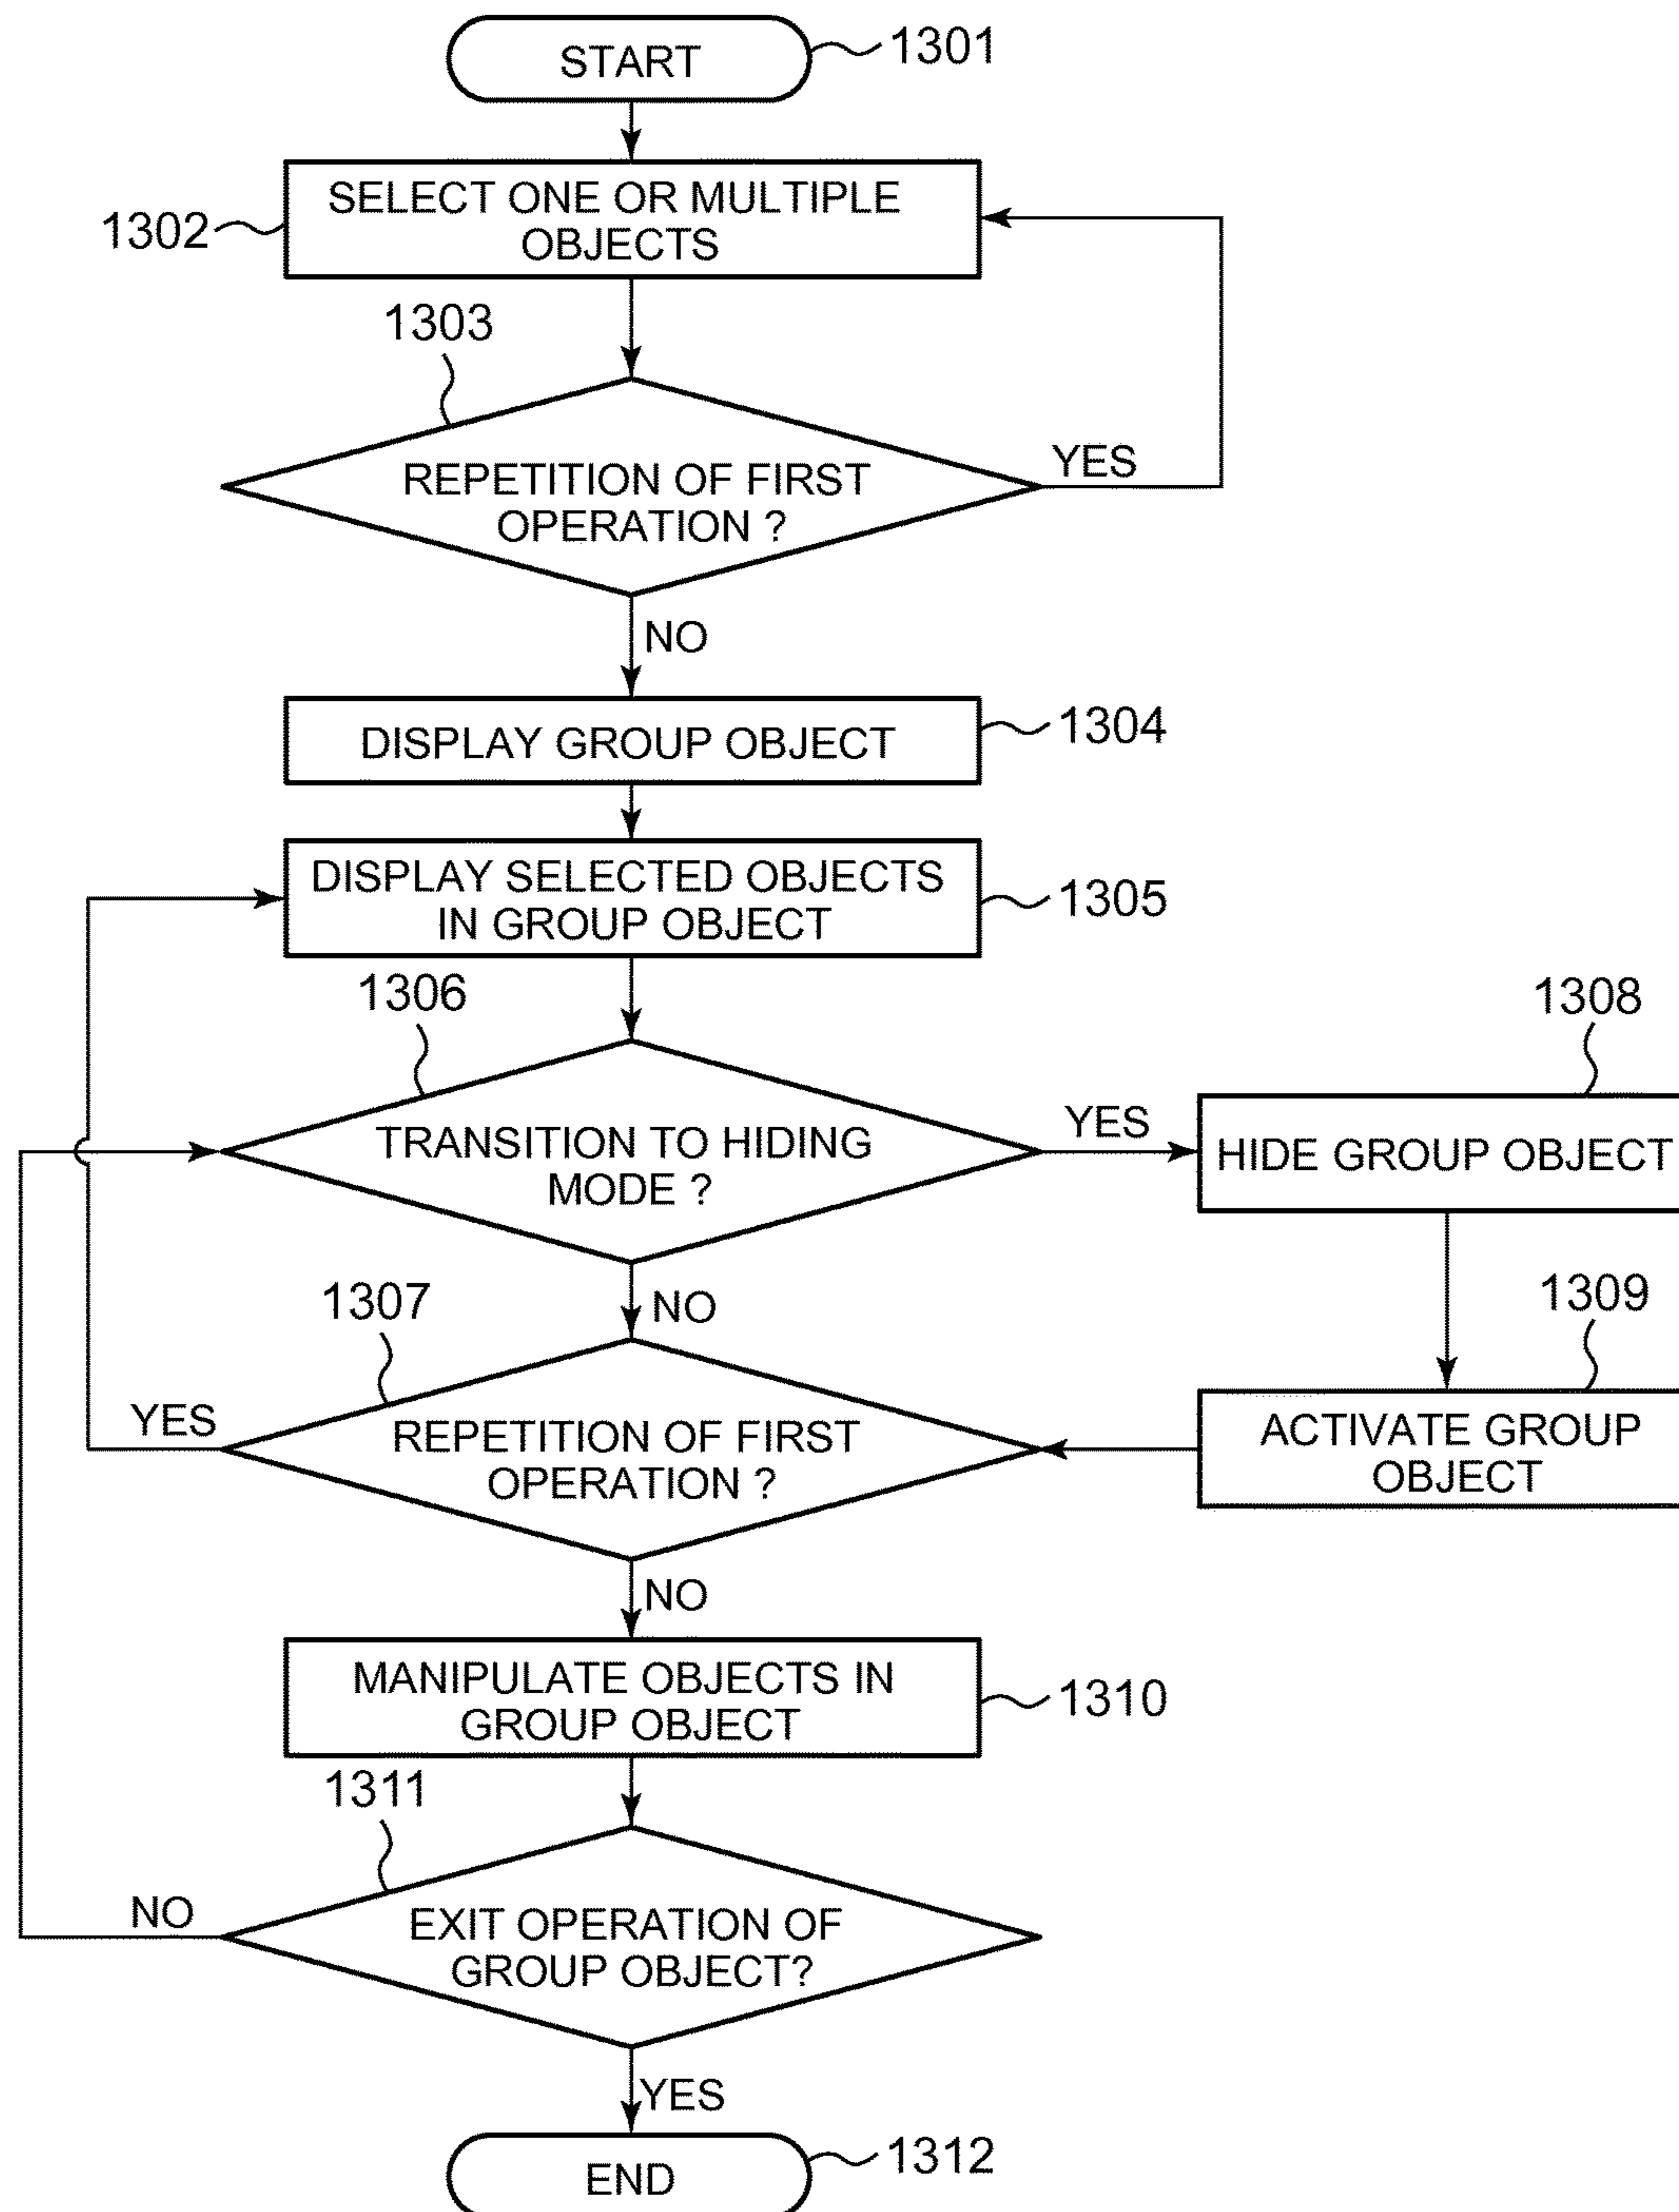 START
1301
SELECT ONE OR MULTIPLE
OBJECTS
1302
1303
REPETITION OF FIRST
OPERATION ?
YES
NO
DISPLAY GROUP OBJECT
1304
DISPLAY SELECTED OBJECTS
IN GROUP OBJECT
1305
1306
TRANSITION TO HIDING
MODE ?
YES
1308
HIDE GROUP OBJECT
NO
1307
1309
REPETITION OF FIRST
OPERATION ?
YES
ACTIVATE GROUP
OBJECT
NO
MANIPULATE OBJECTS IN
GROUP OBJECT
1310
1311
EXIT OPERATION OF
GROUP OBJECT?
NO
YES
END
1312